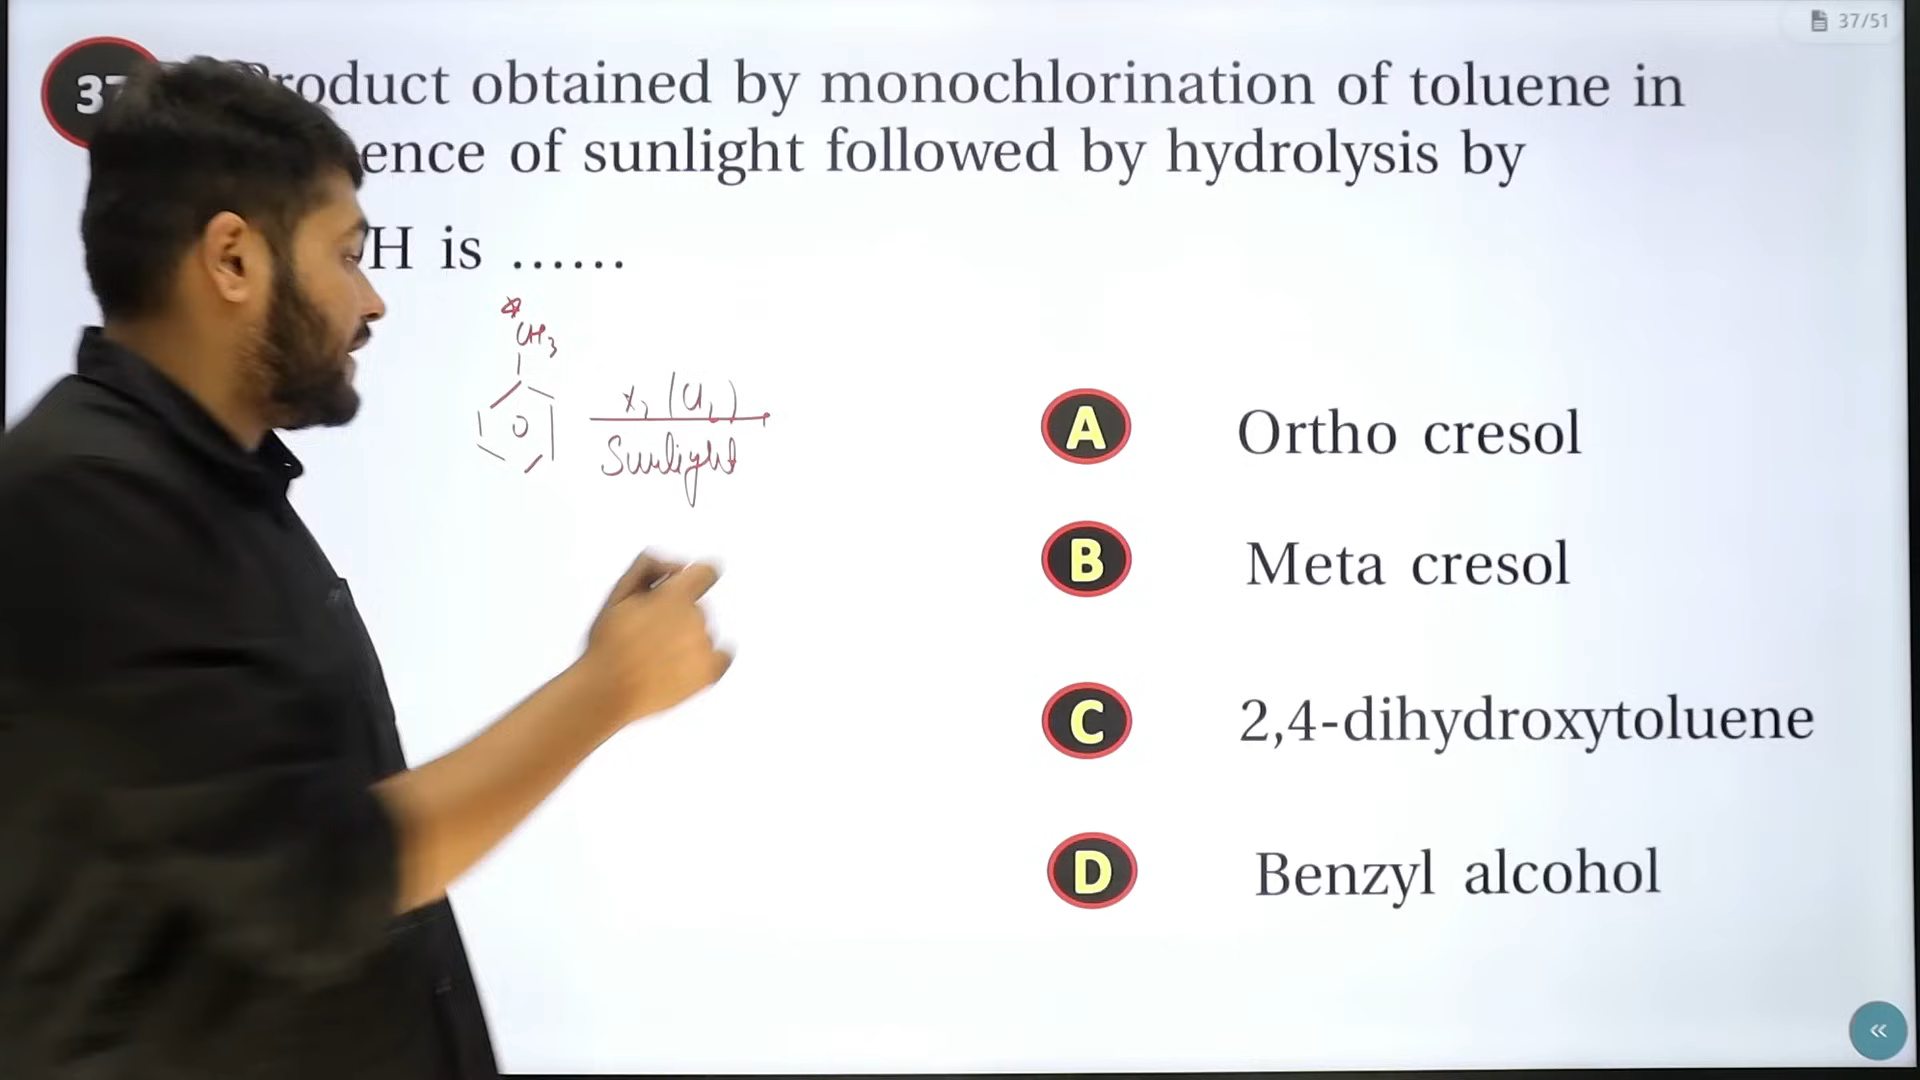 37/51
37
Product obtained by monochlorination of toluene in
ence of sunlight followed by hydrolysis by
H is ......
CH3
X2 (Cl2)
Sunlight
A Ortho cresol
B Meta cresol
C 2,4-dihydroxytoluene
D Benzyl alcohol